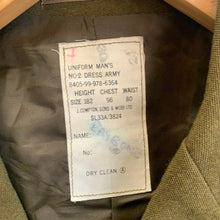 UNIFORM MAN'S
NO 2 DRESS ARMY
8405-99-978-6364
HEIGHT CHEST WAIST
SIZE 182 96 80
J. COMPTON, SONS & WEBB LTD
SL33A/3824
NAME:
No:
DRY CLEAN A